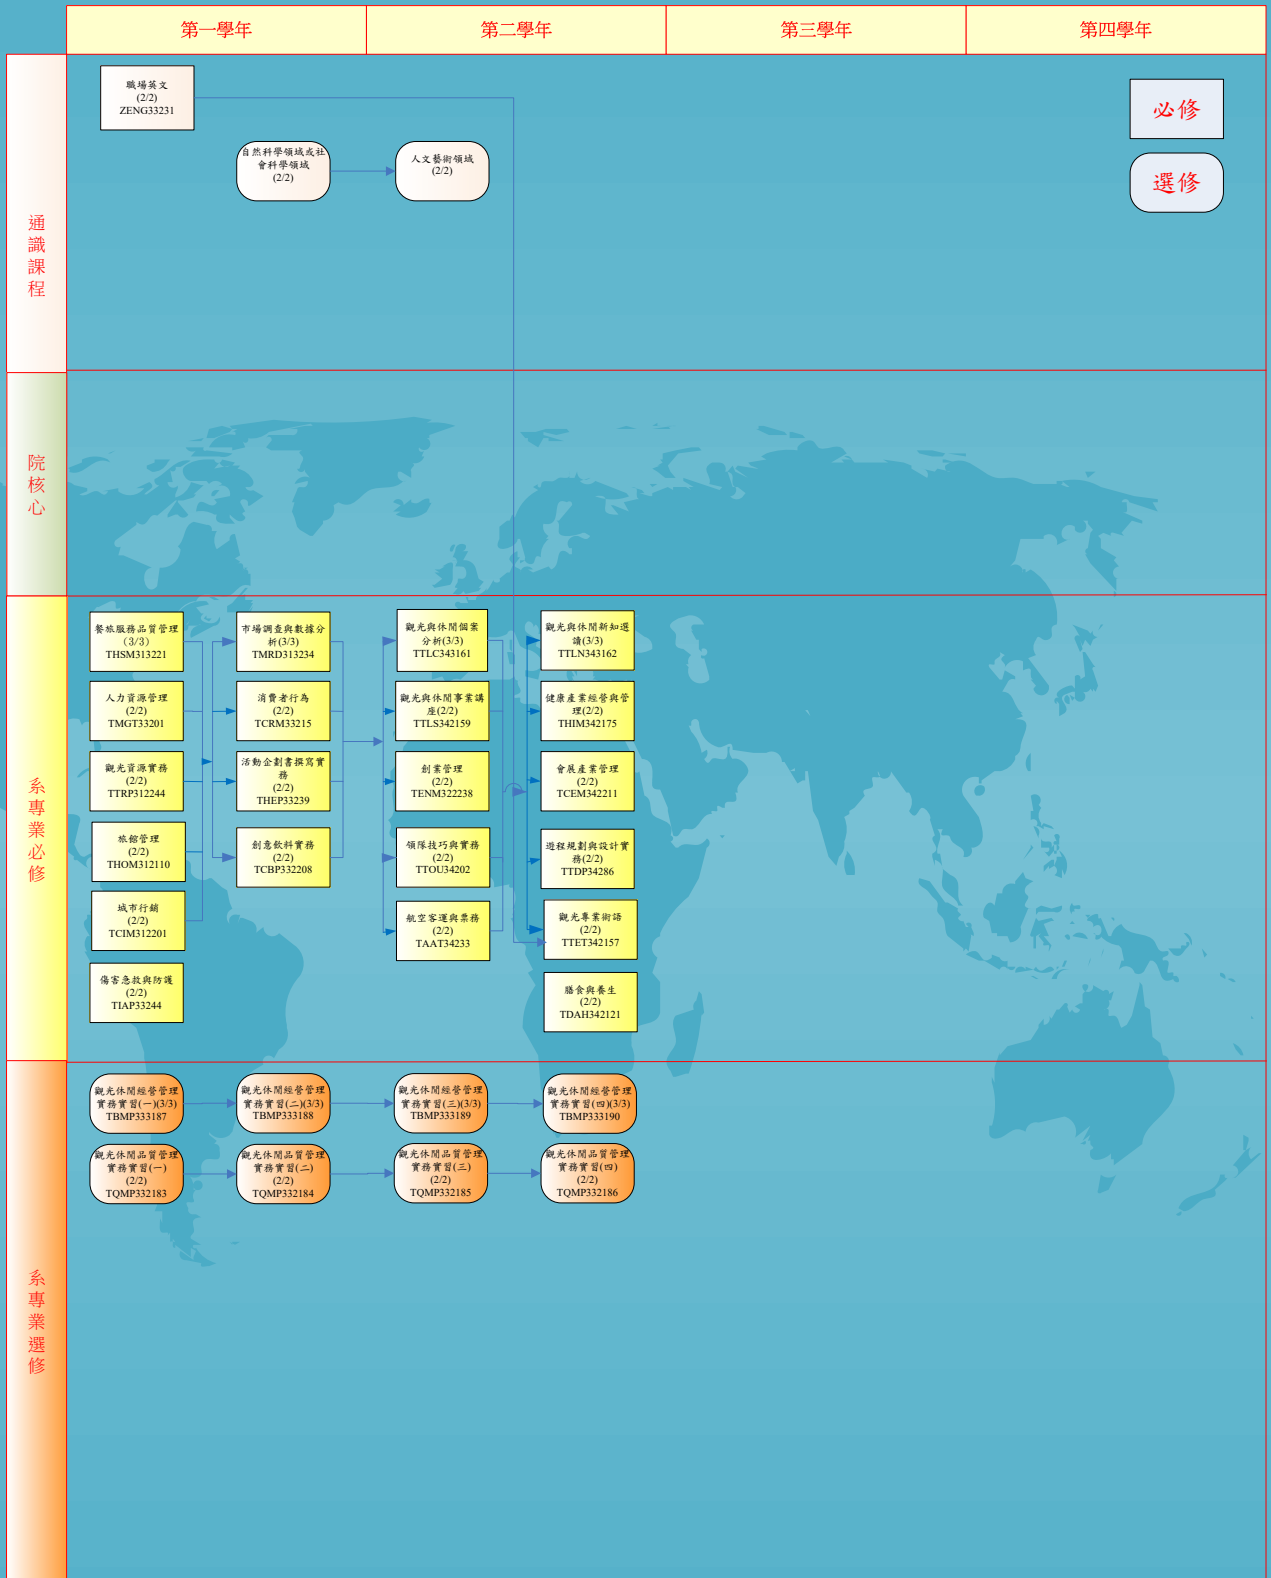 第一學年
第二學年
第三學年
第四學年
通識課程
職場英文
(2/2)
ZENG33231
自然科學領域或社
會科學領域
(2/2)
人文藝術領域
(2/2)
必修
選修
院核心
系專業必修
餐旅服務品質管理
(3/3)
THSM313221
人力資源管理
(2/2)
TMGT33201
觀光資源實務
(2/2)
TTRP312244
旅館管理
(2/2)
THOM312110
城市行銷
(2/2)
TCIM312201
傷害急救與防護
(2/2)
TIAP33244
市場調查與數據分
析(3/3)
TMRD313234
消費者行為
(2/2)
TCRM33215
活動企劃書撰寫實
務
(2/2)
THEP33239
創意飲料實務
(2/2)
TCBP332208
觀光與休閒個案
分析(3/3)
TTLC343161
觀光與休閒事業講
座(2/2)
TTLS342159
創業管理
(2/2)
TENM322238
領隊技巧與實務
(2/2)
TTOU34202
航空客運與票務
(2/2)
TAAT34233
觀光與休閒新知選
讀(3/3)
TTLN343162
健康產業經營與管
理(2/2)
THIM342175
會展產業管理
(2/2)
TCEM342211
遊程規劃與設計實
務(2/2)
TTDP34286
觀光專業術語
(2/2)
TTET342157
膳食與養生
(2/2)
TDAH342121
系專業選修
觀光休閒經營管理
實務實習(一)(3/3)
TBMP333187
觀光休閒經營管理
實務實習(二)(3/3)
TBMP333188
觀光休閒經營管理
實務實習(三)(3/3)
TBMP333189
觀光休閒經營管理
實務實習(四)(3/3)
TBMP333190
觀光休閒品質管理
實務實習(一)
(2/2)
TQMP332183
觀光休閒品質管理
實務實習(二)
(2/2)
TQMP332184
觀光休閒品質管理
實務實習(三)
(2/2)
TQMP332185
觀光休閒品質管理
實務實習(四)
(2/2)
TQMP332186